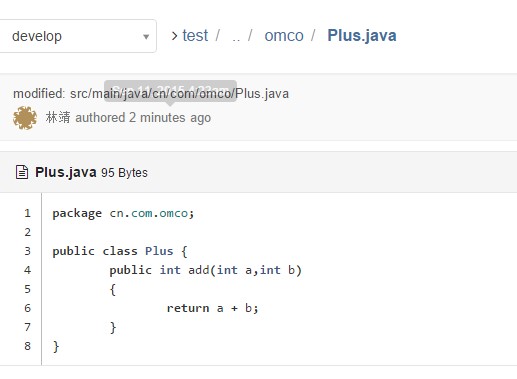 develop
test / .. / omco / Plus.java
modified: src/main/java/cn/com/omco/Plus.java
林靖 authored 2 minutes ago
Plus.java 95 Bytes
1 package cn.com.omco;
2
3 public class Plus {
4 public int add(int a,int b)
5 {
6 return a + b;
7 }
8 }